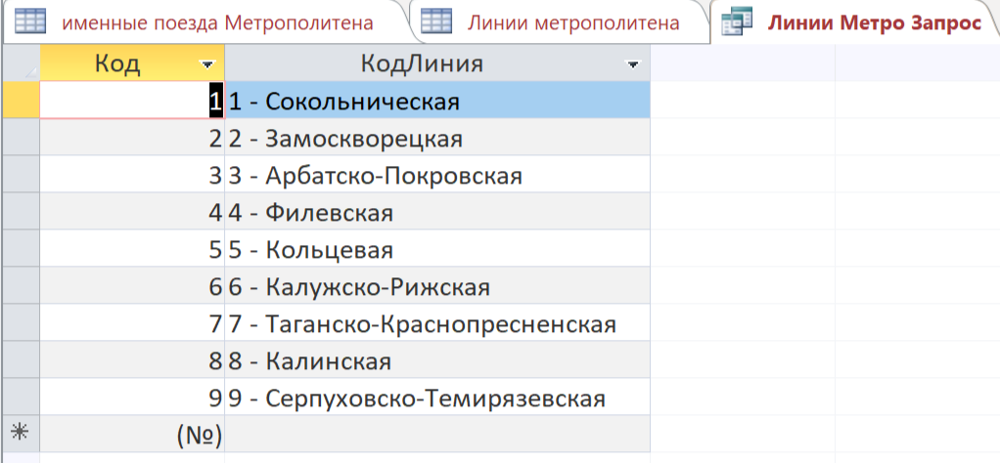 именные поезда Метрополитена Линии метрополитена Линии Метро Запрос
Код КодЛиния
1 1 - Сокольническая
2 2 - Замоскворецкая
3 3 - Арбатско-Покровская
4 4 - Филевская
5 5 - Кольцевая
6 6 - Калужско-Рижская
7 7 - Таганско-Краснопресненская
8 8 - Калинская
9 9 - Серпуховско-Темирязевская
(№)